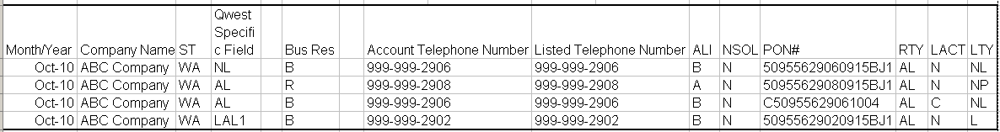 Qwest
Specifi
Month/Year Company Name ST c Field Bus Res Account Telephone Number Listed Telephone Number ALI NSOL PON# RTY LACT LTY
Oct-10 ABC Company WA NL B 999-999-2906 999-999-2906 B N 50955629060915BJ1 AL N NL
Oct-10 ABC Company WA AL R 999-999-2908 999-999-2908 A N 50955629080915BJ1 AL N NP
Oct-10 ABC Company WA AL B 999-999-2906 999-999-2906 B N C50955629061004 AL C NL
Oct-10 ABC Company WA LAL1 B 999-999-2902 999-999-2902 B N 50955629020915BJ1 AL N L